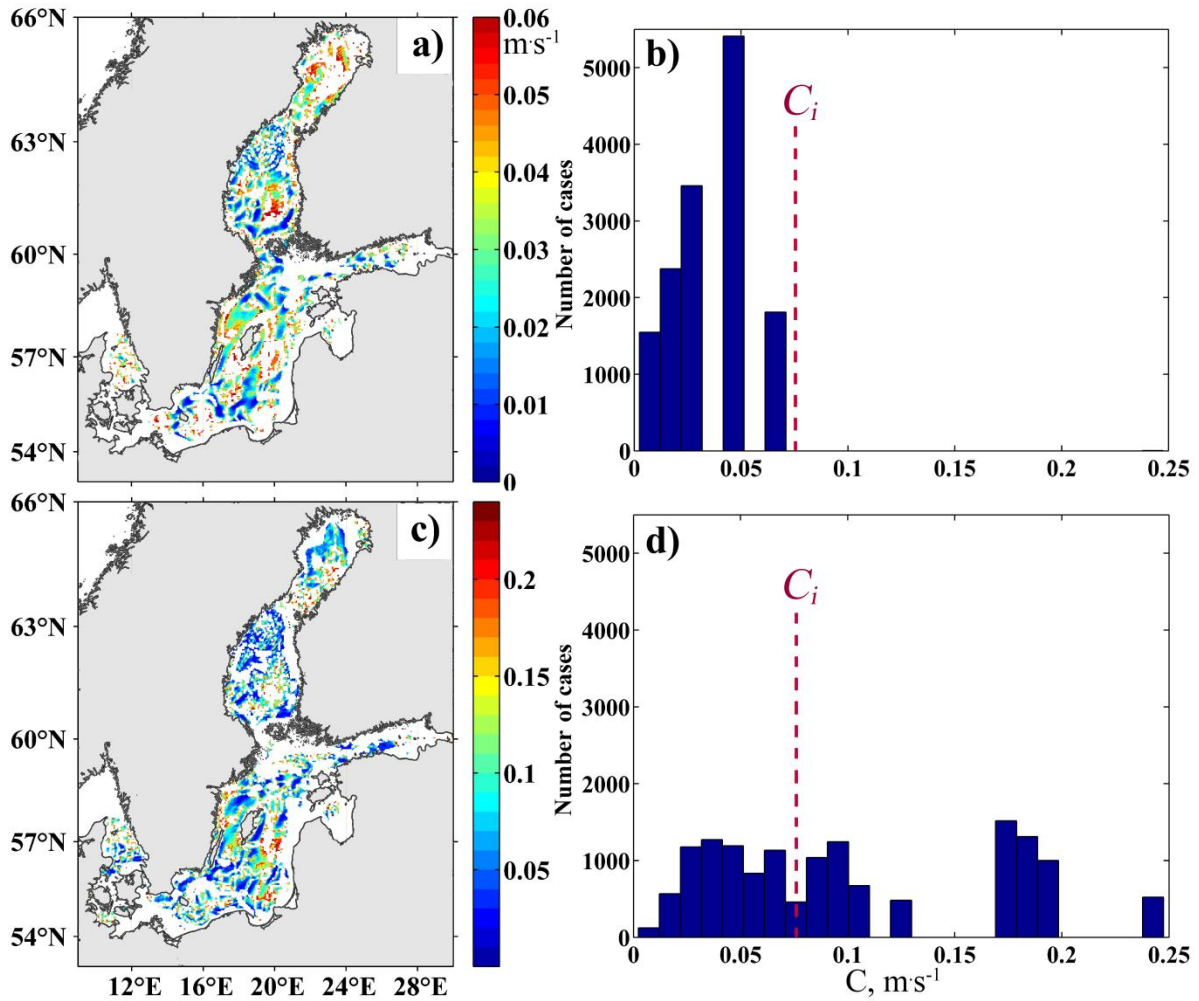 a)
66°N
63°N
60°N
57°N
54°N
0.06
m·s⁻¹
0.06
0.04
0.03
0.02
0.01
0
b)
C_i
Number of cases
5000
4000
3000
2000
1000
0
0 0.05 0.1 0.15 0.2 0.25
c)
66°N
63°N
60°N
57°N
54°N
12°E 16°E 20°E 24°E 28°E
0.2
0.15
0.1
0.05
d)
C_i
Number of cases
5000
4000
3000
2000
1000
0
0 0.05 0.1 0.15 0.2 0.25
C, m·s⁻¹